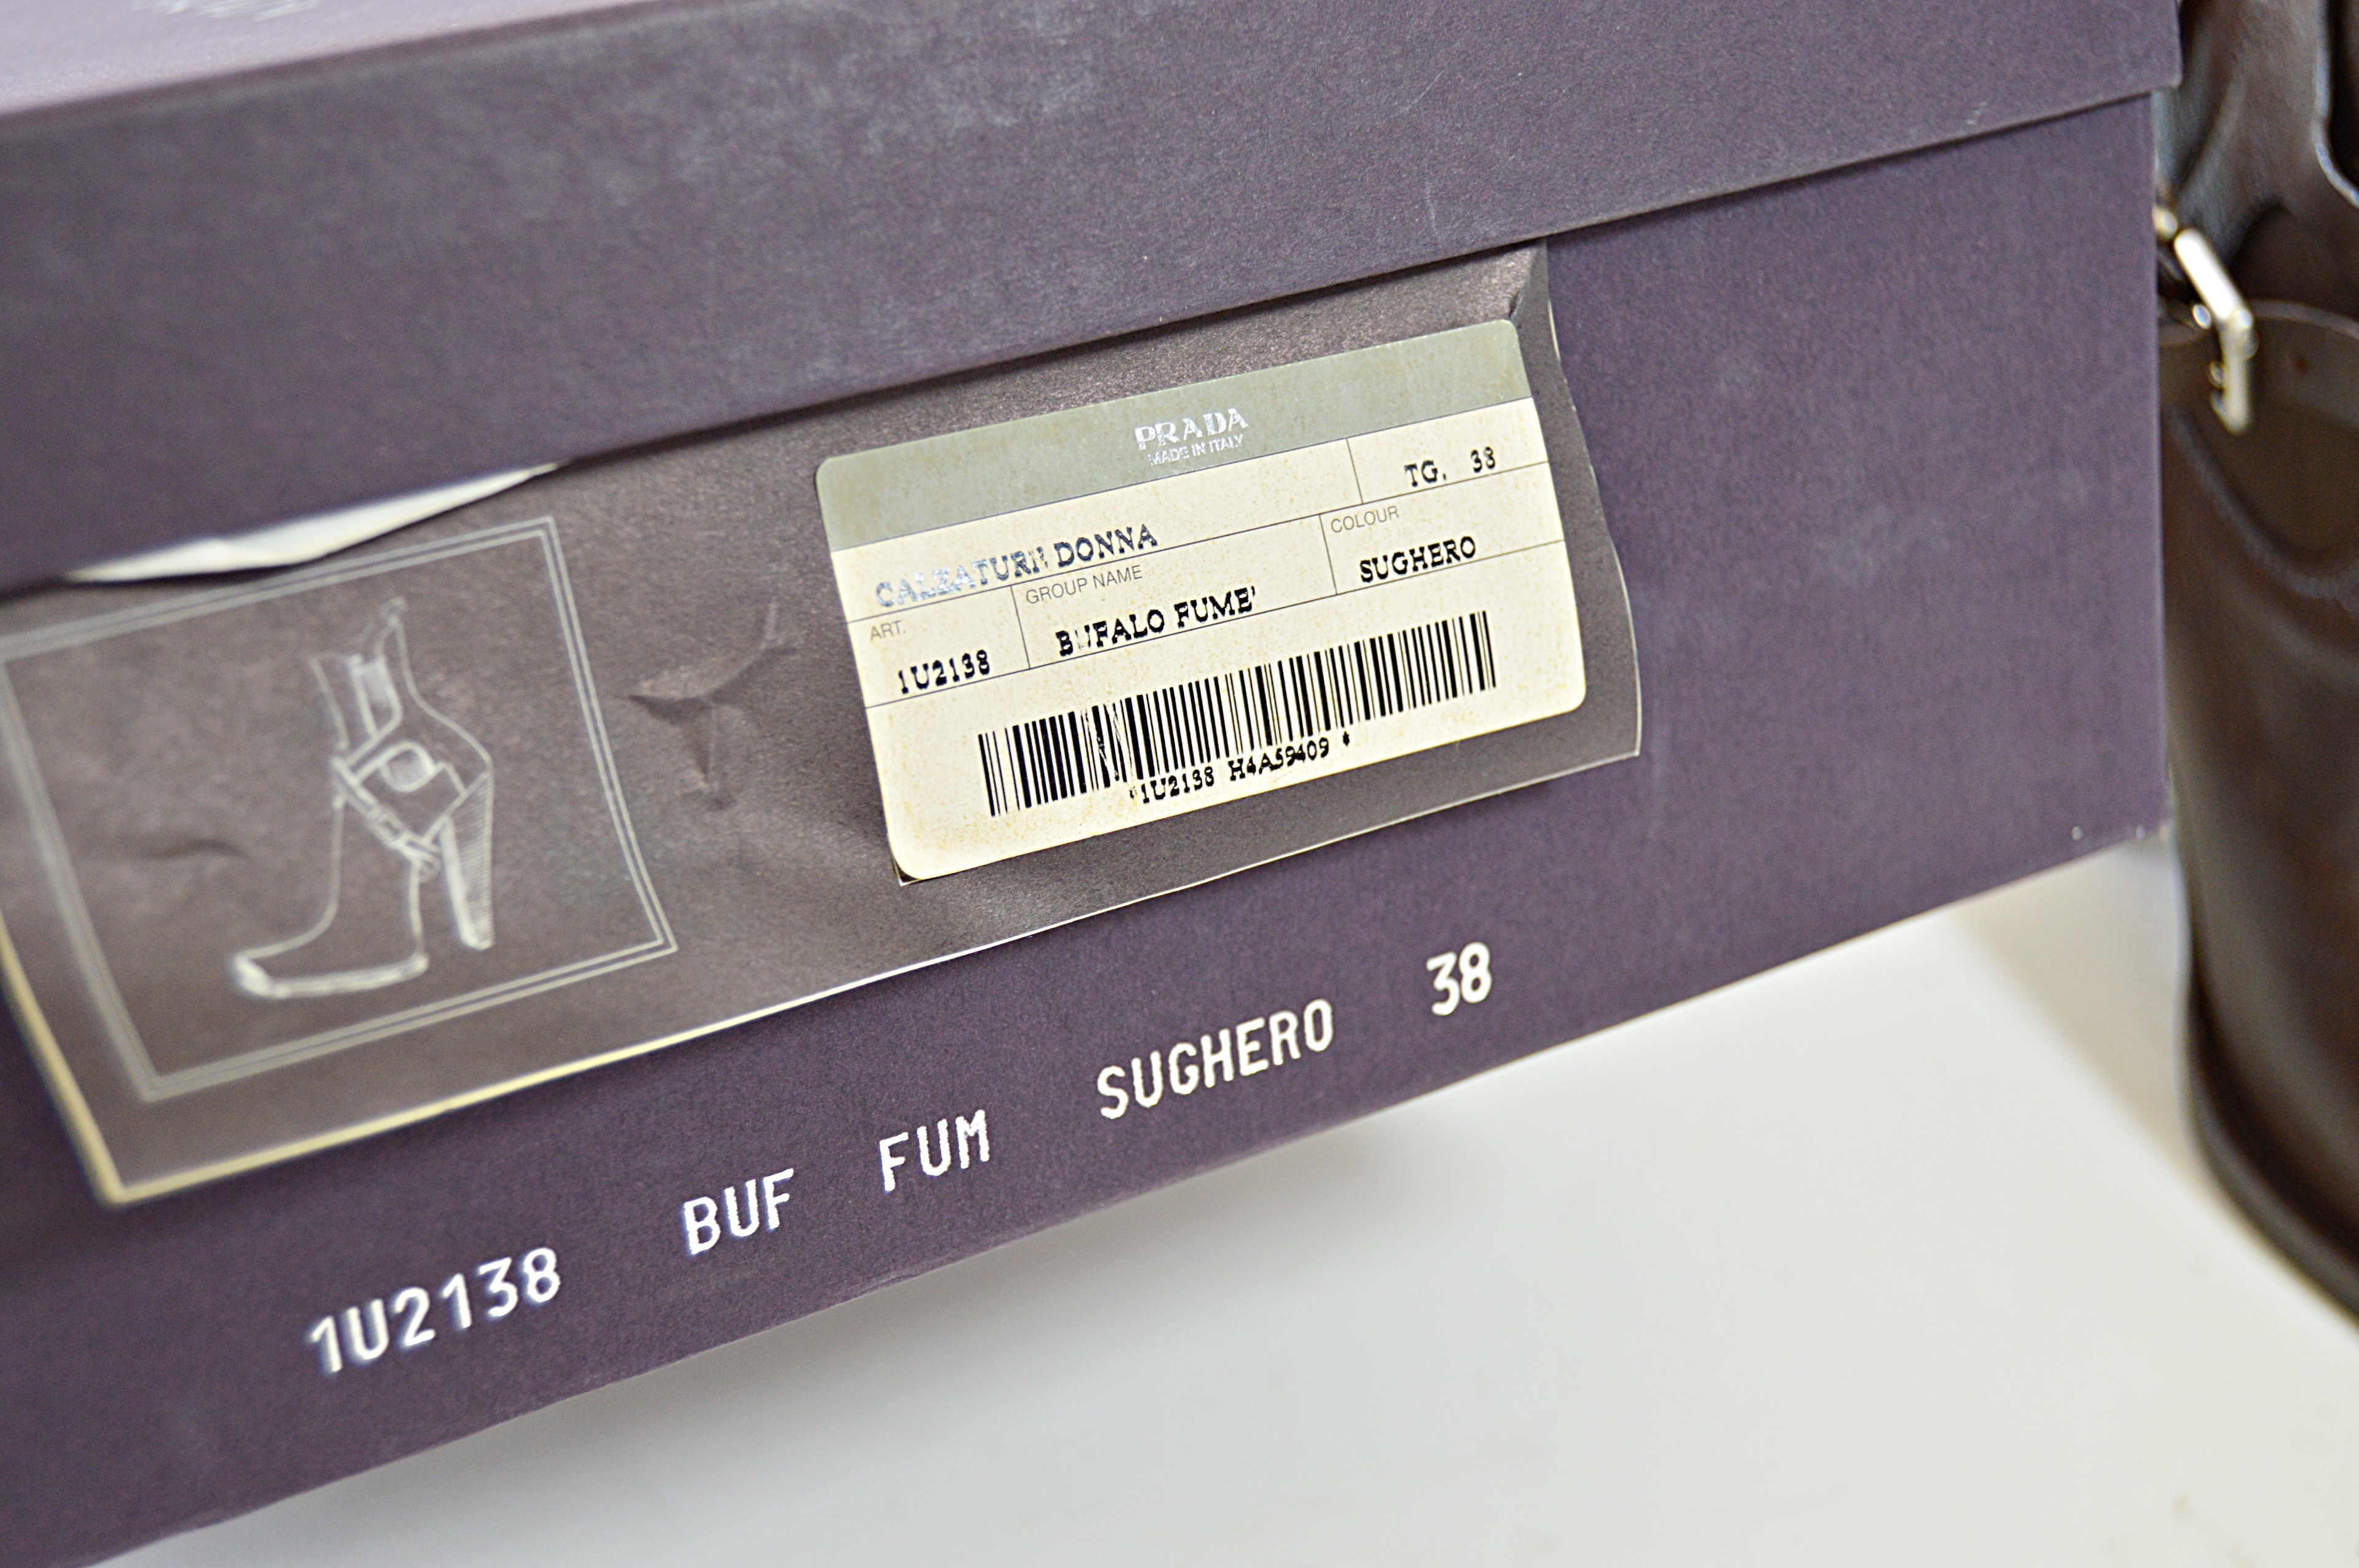 PRADA
MADE IN ITALY
TG. 38
CALZATURE DONNA
COLOUR
SUGHERO
GROUP NAME
BUFALO FUME'
ART.
1U2138
*1U2138 H4A59409 *
1U2138 BUF FUM SUGHERO 38